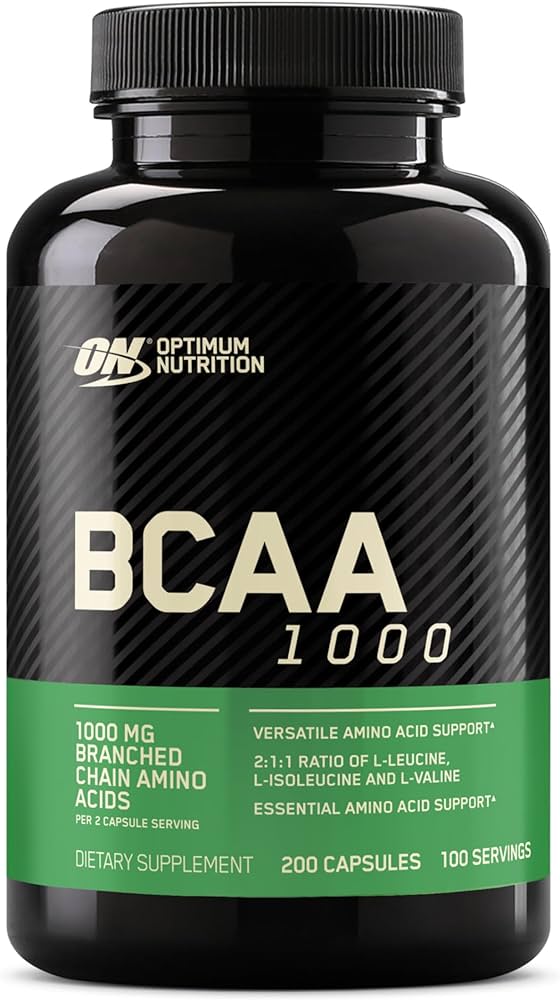 ON® OPTIMUM
NUTRITION
BCAA
1000
1000 MG
BRANCHED
CHAIN AMINO
ACIDS
PER 2 CAPSULE SERVING
VERSATILE AMINO ACID SUPPORT▲
2:1:1 RATIO OF L-LEUCINE,
L-ISOLEUCINE AND L-VALINE
ESSENTIAL AMINO ACID SUPPORT▲
DIETARY SUPPLEMENT 200 CAPSULES 100 SERVINGS